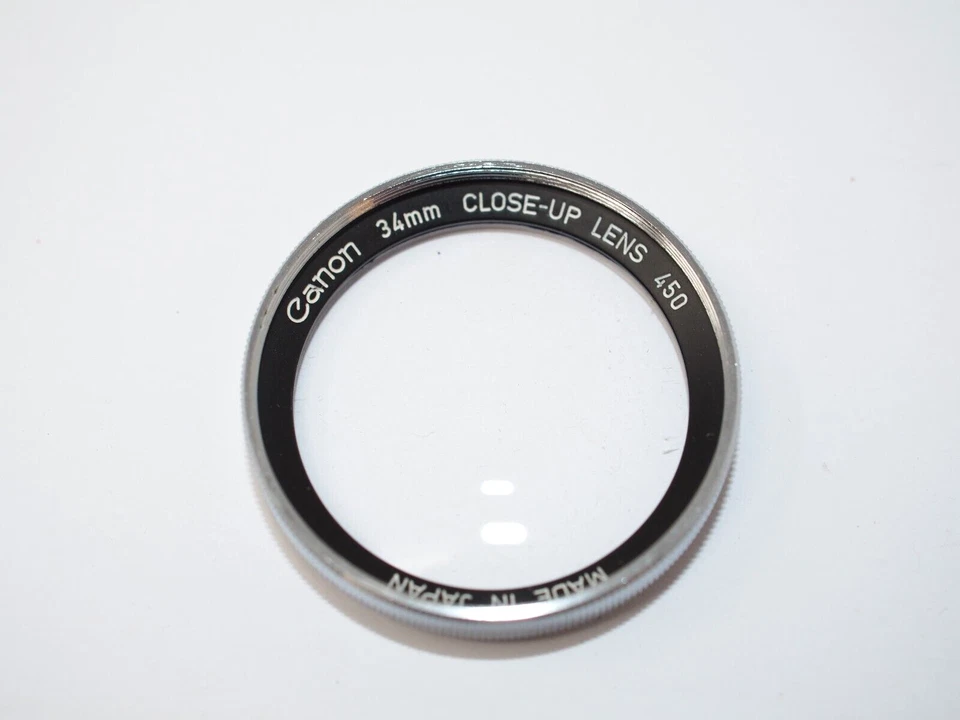 Canon 34mm CLOSE-UP LENS 450
MADE IN JAPAN